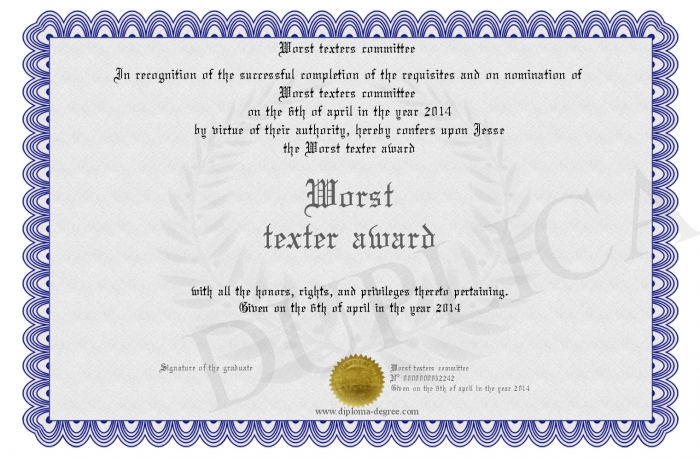 Worst texters committee
In recognition of the successful completion of the requisites and on nomination of
Worst texters committee
on the 6th of april in the year 2014
by virtue of their authority, hereby confers upon Jesse
the Worst texter award
Worst
texter award
with all the honors, rights, and privileges thereto pertaining.
Given on the 6th of april in the year 2014
DUPLICA
Signature of the graduate
Worst texters committee
Given on the 6th of april in the year 2014
www.diploma-degree.com